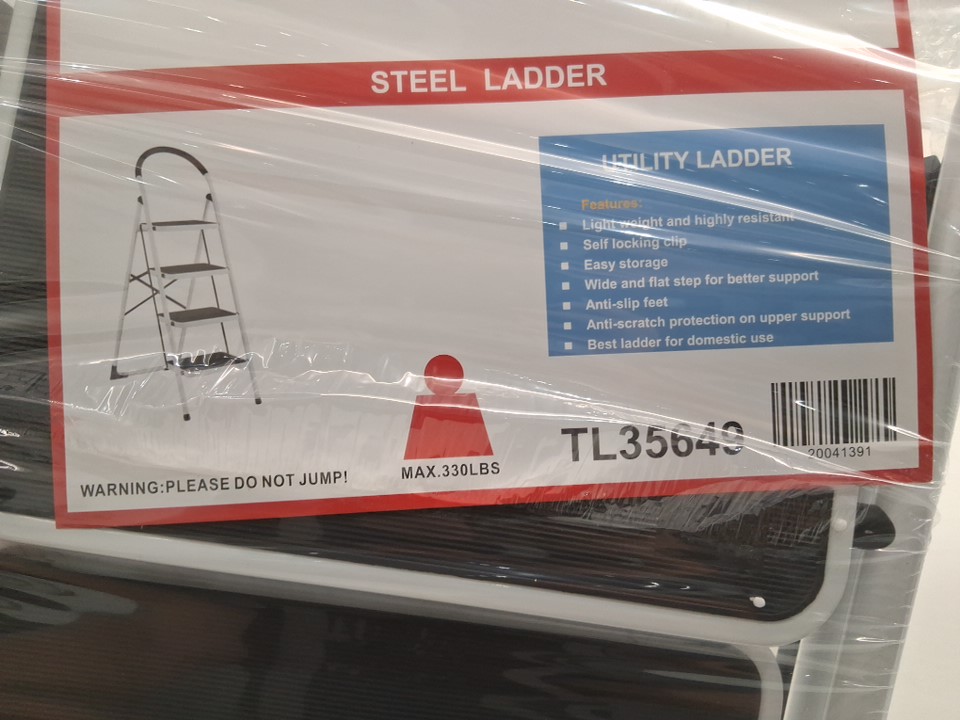 STEEL LADDER
UTILITY LADDER
Features:
Light weight and highly resistant
Self locking clip
Easy storage
Wide and flat step for better support
Anti-slip feet
Anti-scratch protection on upper support
Best ladder for domestic use
TL35649
20041391
MAX.330LBS
WARNING:PLEASE DO NOT JUMP!